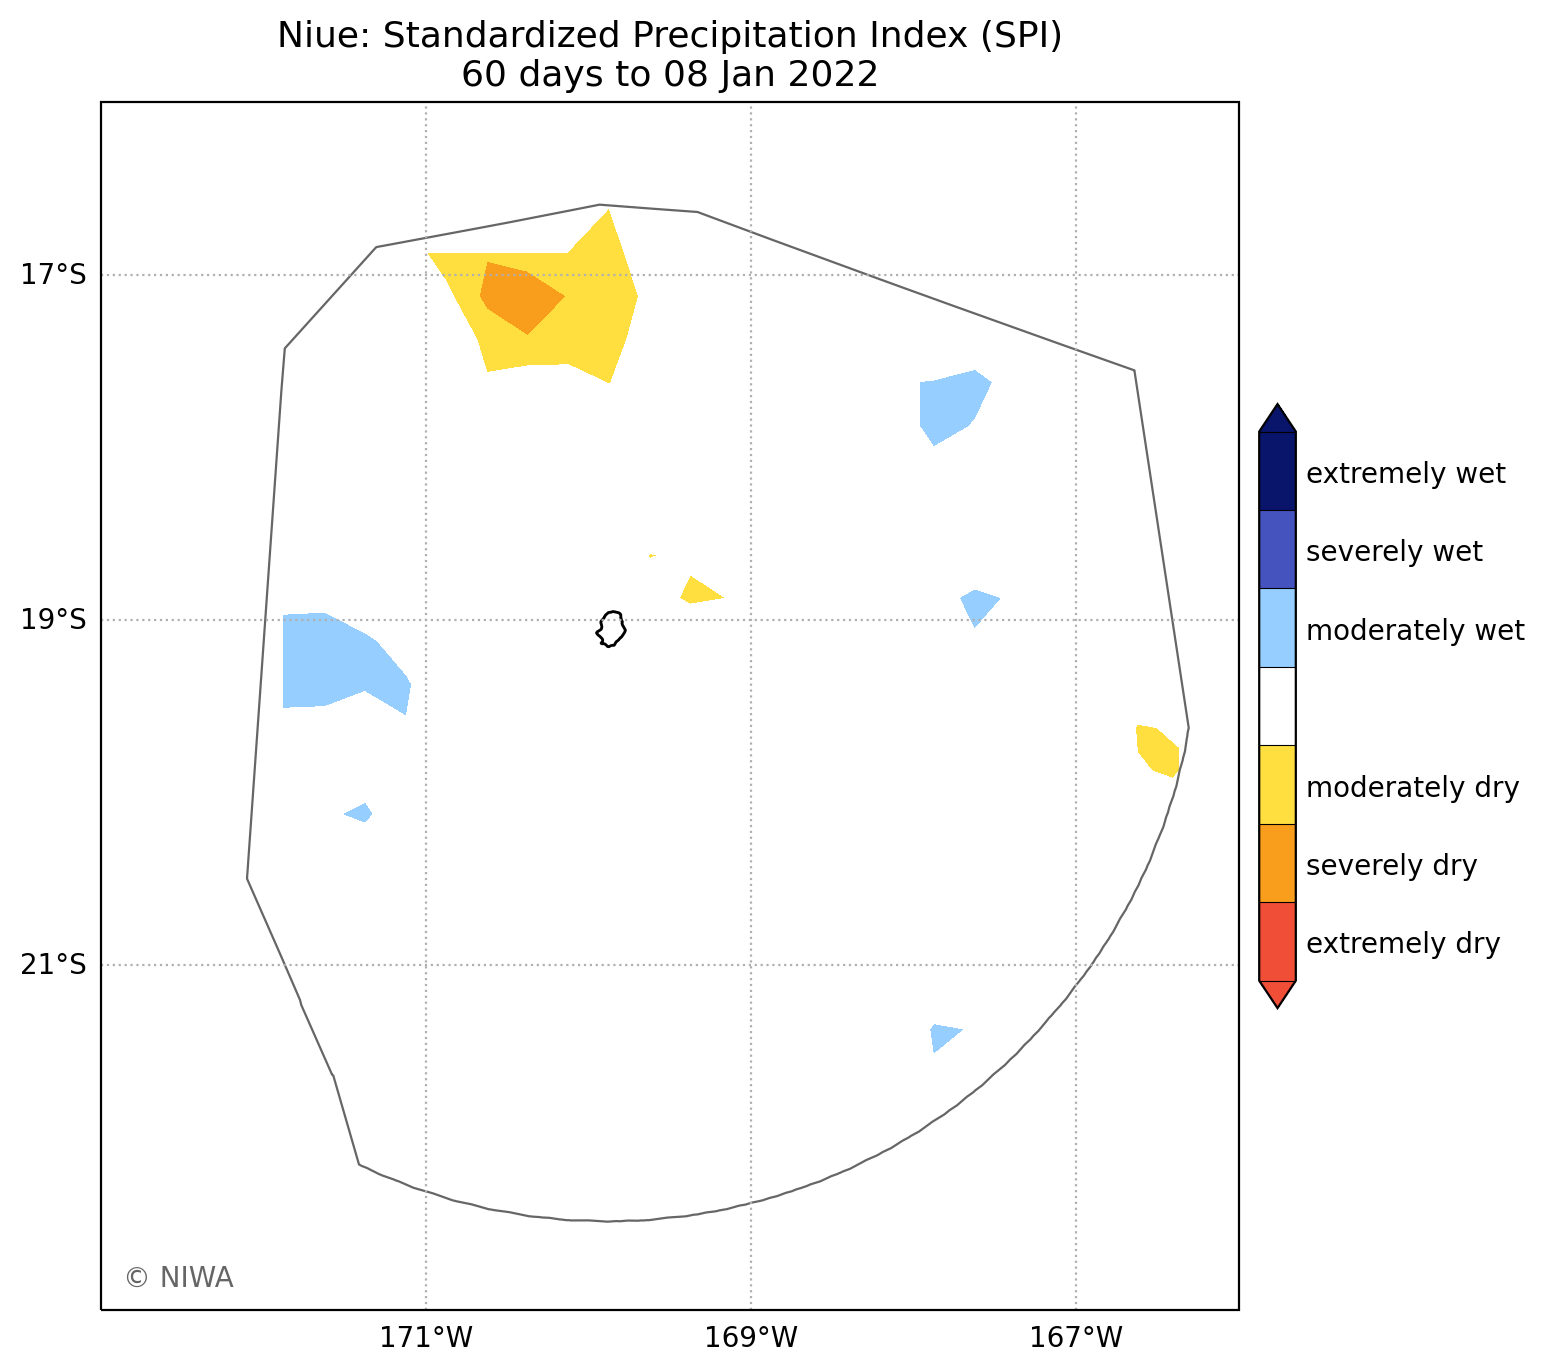 Niue: Standardized Precipitation Index (SPI)
60 days to 08 Jan 2022
17°S
19°S
21°S
171°W
169°W
167°W
extremely wet
severely wet
moderately wet
moderately dry
severely dry
extremely dry
© NIWA